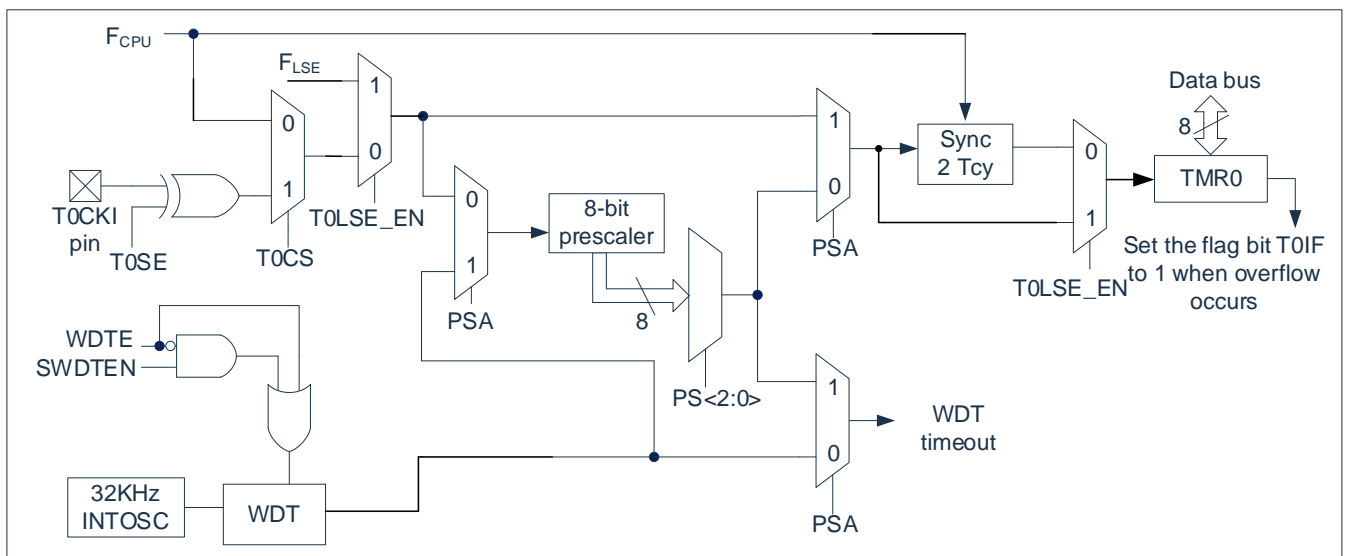 FCPU
FLSE
1
0
0
1
T0CKI
pin
T0SE
T0CS
T0LSE_EN
0
1
PSA
8-bit
prescaler
8
PS<2:0>
1
0
PSA
Sync
2 Tcy
0
1
T0LSE_EN
Data bus
8
TMR0
Set the flag bit T0IF
to 1 when overflow
occurs
WDTE
SWDTEN
32KHz
INTOSC
WDT
1
0
PSA
WDT
timeout